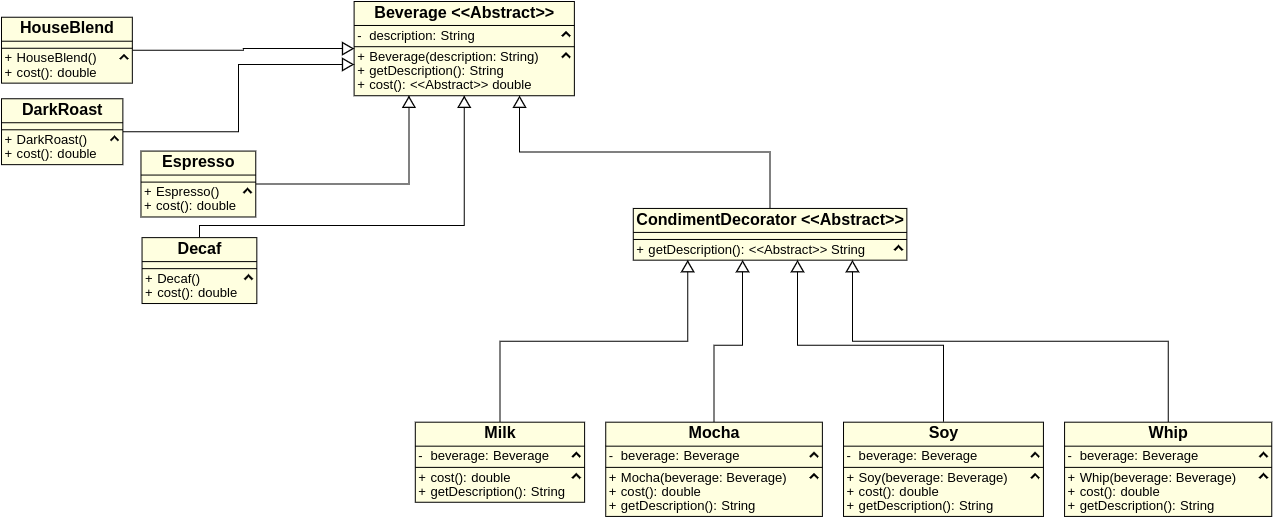 HouseBlend
+ HouseBlend()
+ cost(): double
Beverage <<Abstract>>
- description: String
+ Beverage(description: String)
+ getDescription(): String
+ cost(): <<Abstract>> double
DarkRoast
+ DarkRoast()
+ cost(): double
Espresso
+ Espresso()
+ cost(): double
Decaf
+ Decaf()
+ cost(): double
CondimentDecorator <<Abstract>>
+ getDescription(): <<Abstract>> String
Milk
- beverage: Beverage
+ cost(): double
+ getDescription(): String
Mocha
- beverage: Beverage
+ Mocha(beverage: Beverage)
+ cost(): double
+ getDescription(): String
Soy
- beverage: Beverage
+ Soy(beverage: Beverage)
+ cost(): double
+ getDescription(): String
Whip
- beverage: Beverage
+ Whip(beverage: Beverage)
+ cost(): double
+ getDescription(): String